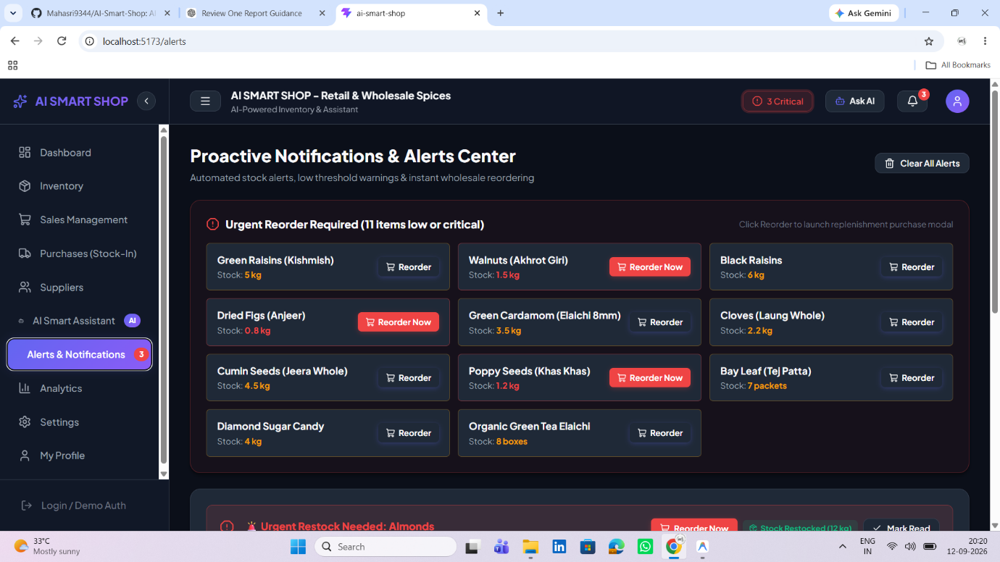 Mahasri9344/AI-Smart-Shop: AI
Review One Report Guidance
ai-smart-shop
Ask Gemini
localhost:5173/alerts
All Bookmarks
AI SMART SHOP
AI SMART SHOP - Retail & Wholesale Spices
AI-Powered Inventory & Assistant
3 Critical
Ask AI
3
Dashboard
Inventory
Sales Management
Purchases (Stock-In)
Suppliers
AI Smart Assistant AI
Alerts & Notifications 3
Analytics
Settings
My Profile
Login / Demo Auth
Proactive Notifications & Alerts Center
Automated stock alerts, low threshold warnings & instant wholesale reordering
Clear All Alerts
Urgent Reorder Required (11 items low or critical)
Click Reorder to launch replenishment purchase modal
Green Raisins (Kishmish)
Stock: 5 kg
Reorder
Walnuts (Akhrot Giri)
Stock: 1.5 kg
Reorder Now
Black Raisins
Stock: 6 kg
Reorder
Dried Figs (Anjeer)
Stock: 0.8 kg
Reorder Now
Green Cardamom (Elaichi 8mm)
Stock: 3.5 kg
Reorder
Cloves (Laung Whole)
Stock: 2.2 kg
Reorder
Cumin Seeds (Jeera Whole)
Stock: 4.5 kg
Reorder
Poppy Seeds (Khas Khas)
Stock: 1.2 kg
Reorder Now
Bay Leaf (Tej Patta)
Stock: 7 packets
Reorder
Diamond Sugar Candy
Stock: 4 kg
Reorder
Organic Green Tea Elaichi
Stock: 8 boxes
Reorder
Urgent Restock Needed: Almonds
Reorder Now
Stock Restocked (12 kg)
Mark Read
33°C
Mostly sunny
Search
ENG
IN
20:20
12-09-2026